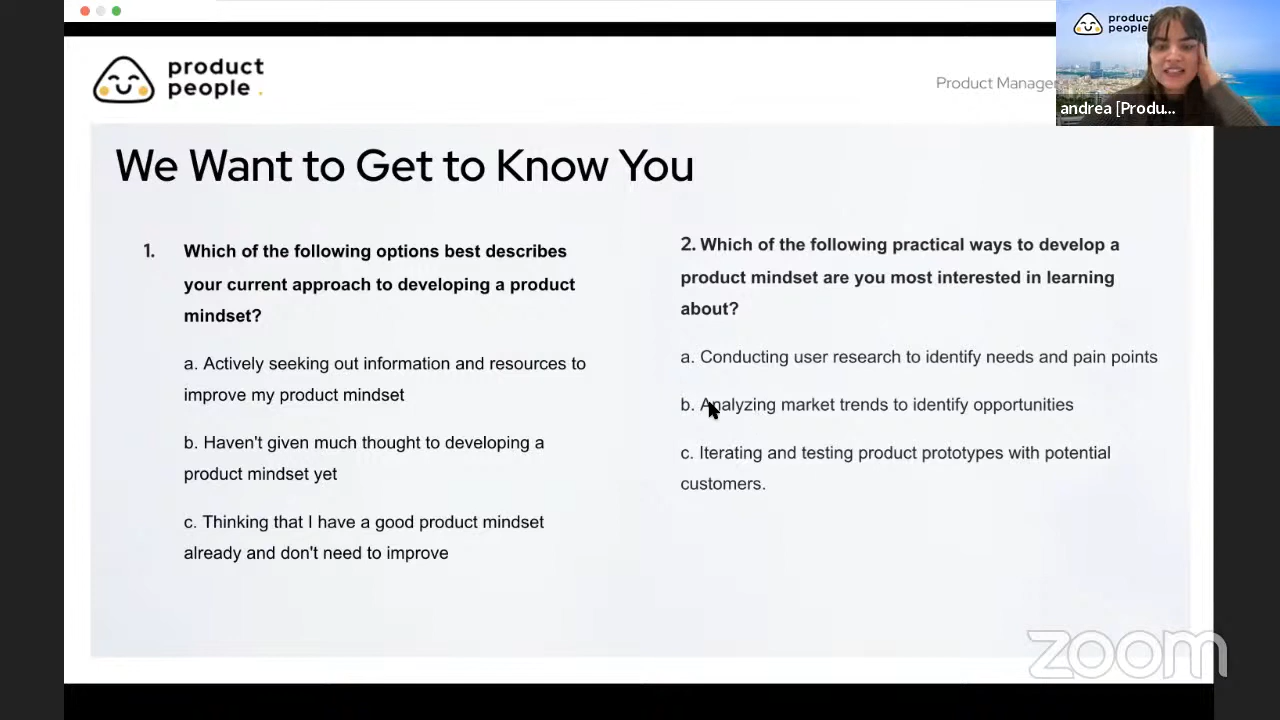 product
people.
Product Manage
product
people
andrea [Produ...
We Want to Get to Know You
1. Which of the following options best describes
your current approach to developing a product
mindset?
a. Actively seeking out information and resources to
improve my product mindset
b. Haven't given much thought to developing a
product mindset yet
c. Thinking that I have a good product mindset
already and don't need to improve
2. Which of the following practical ways to develop a
product mindset are you most interested in learning
about?
a. Conducting user research to identify needs and pain points
b. Analyzing market trends to identify opportunities
c. Iterating and testing product prototypes with potential
customers.
zoom